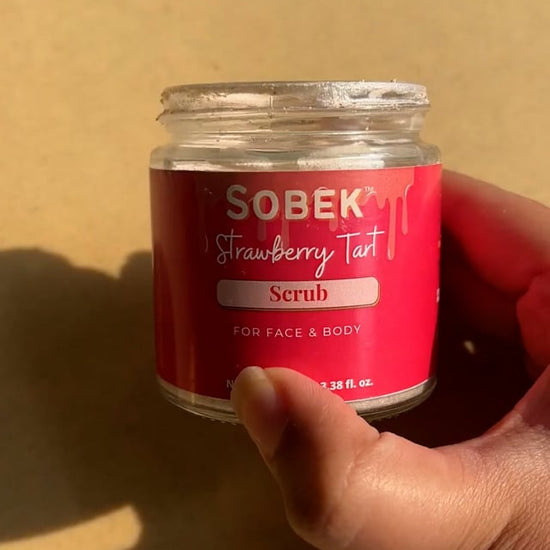 SOBEK™
Strawberry Tart
Scrub
FOR FACE & BODY
3.38 fl. oz.